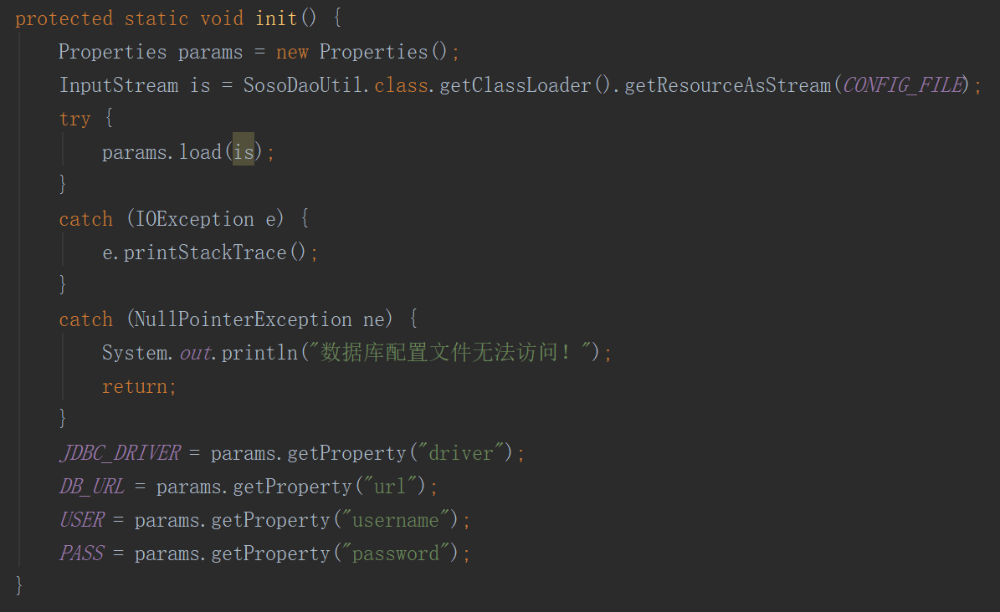 protected static void init() {
Properties params = new Properties();
InputStream is = SosoDaoUtil.class.getClassLoader().getResourceAsStream(CONFIG_FILE);
try {
params.load(is);
}
catch (IOException e) {
e.printStackTrace();
}
catch (NullPointerException ne) {
System.out.println("数据库配置文件无法访问！");
return;
}
JDBC_DRIVER = params.getProperty("driver");
DB_URL = params.getProperty("url");
USER = params.getProperty("username");
PASS = params.getProperty("password");
}